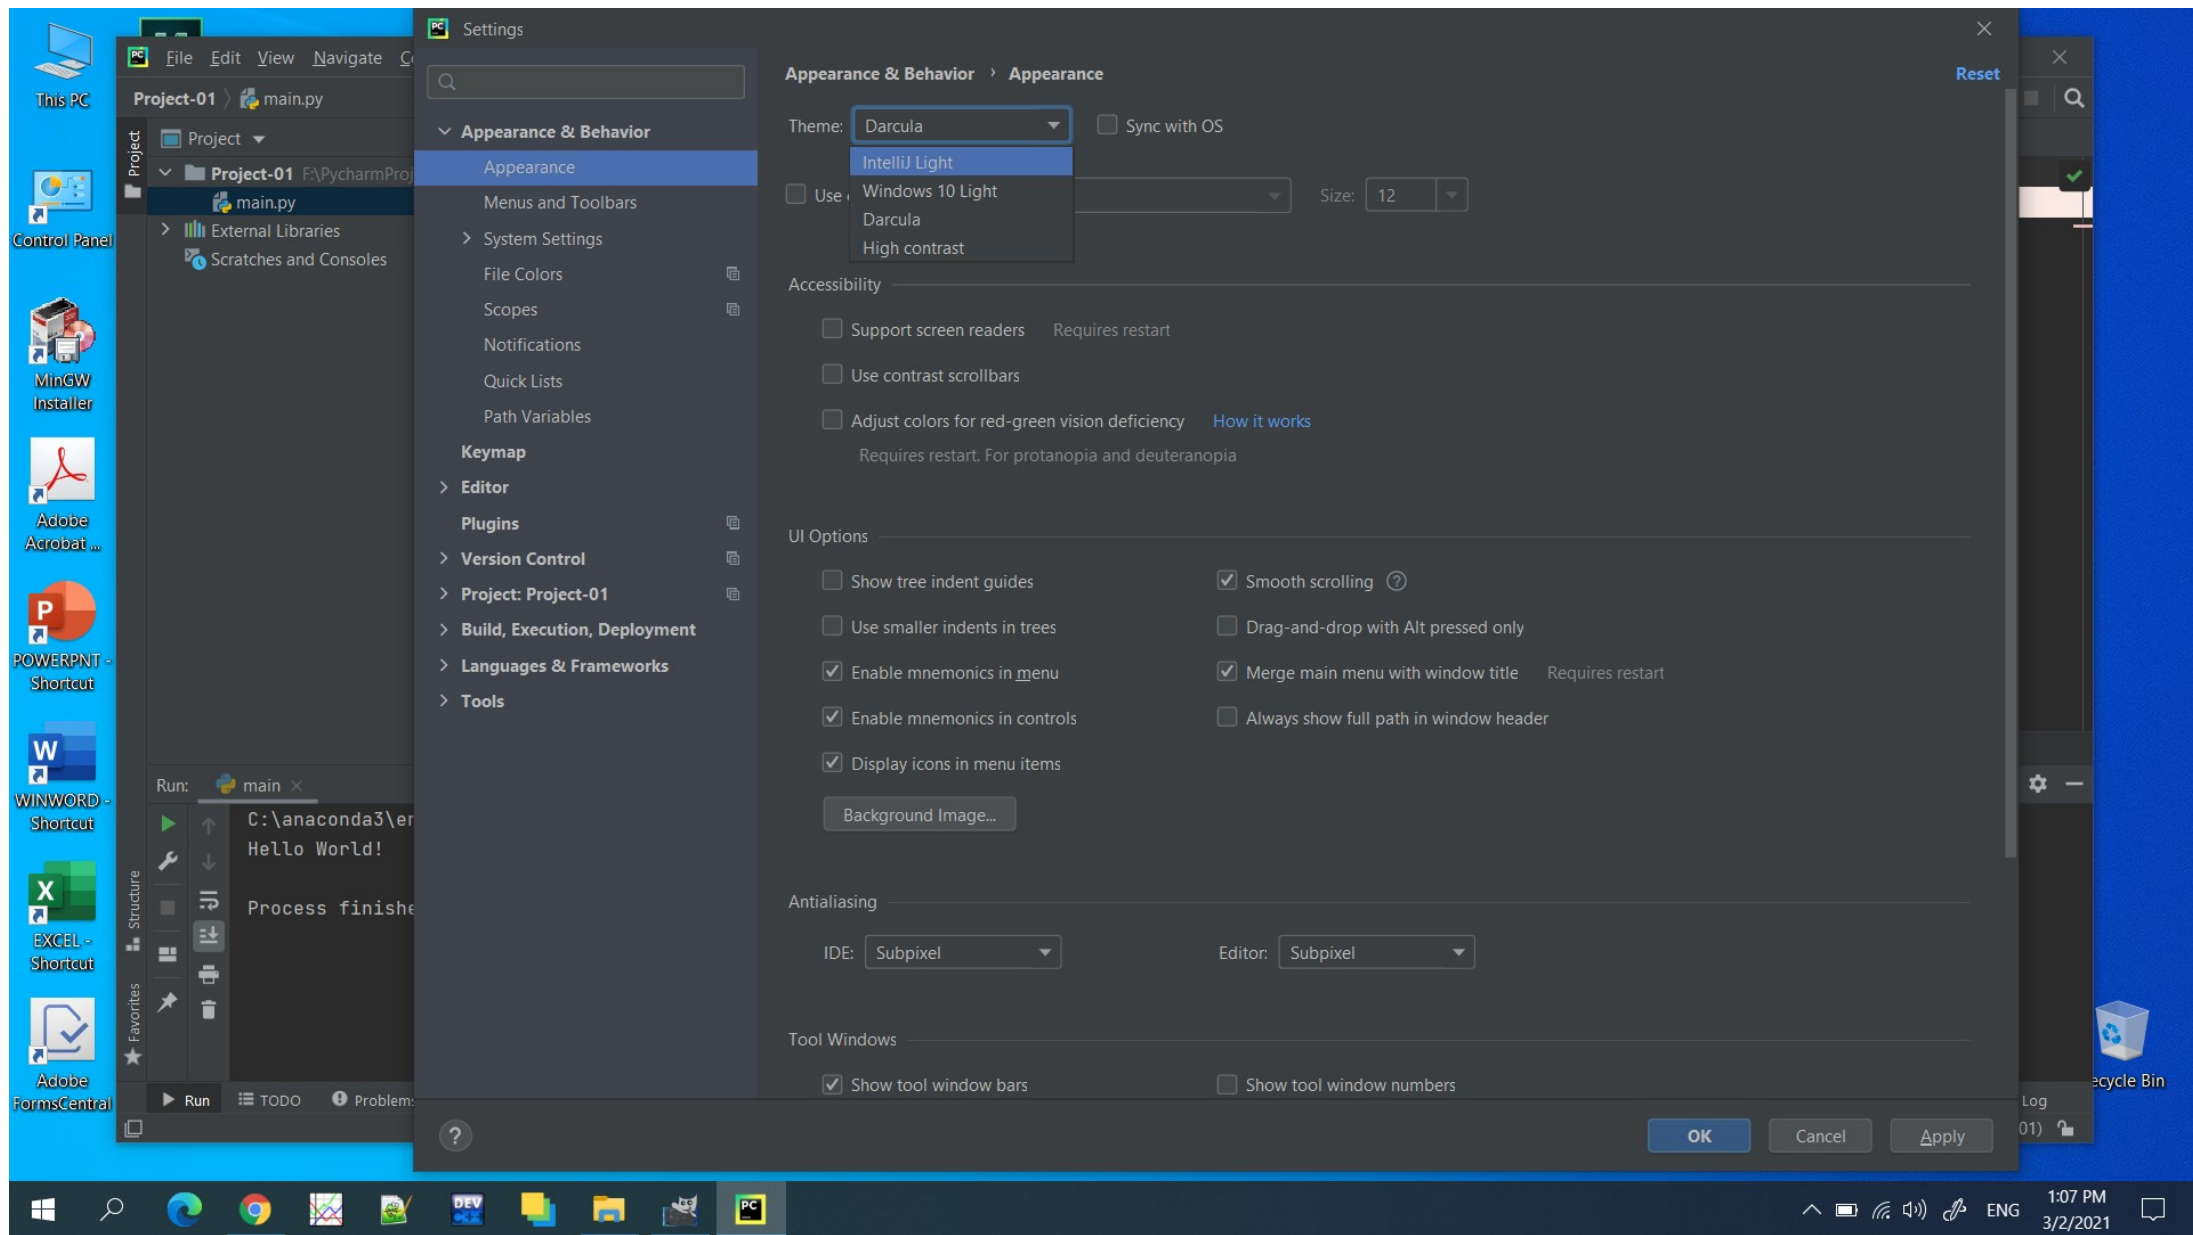 Settings
Appearance & Behavior › Appearance
Reset
Theme: Darcula
Sync with OS
IntelliJ Light
Windows 10 Light
Darcula
High contrast
Use
Size: 12
Accessibility
Support screen readers Requires restart
Use contrast scrollbars
Adjust colors for red-green vision deficiency How it works
Requires restart. For protanopia and deuteranopia
UI Options
Show tree indent guides
Smooth scrolling
Use smaller indents in trees
Drag-and-drop with Alt pressed only
Enable mnemonics in menu
Merge main menu with window title Requires restart
Enable mnemonics in controls
Always show full path in window header
Display icons in menu items
Background Image...
Antialiasing
IDE: Subpixel
Editor: Subpixel
Tool Windows
Show tool window bars
Show tool window numbers
OK
Cancel
Apply
Appearance & Behavior
Appearance
Menus and Toolbars
System Settings
File Colors
Scopes
Notifications
Quick Lists
Path Variables
Keymap
Editor
Plugins
Version Control
Project: Project-01
Build, Execution, Deployment
Languages & Frameworks
Tools
?
PC
File Edit View Navigate
Project-01 main.py
Project
Project
Project-01 F:\PycharmProj
main.py
External Libraries
Scratches and Consoles
Run: main
C:\anaconda3\en
Hello World!
Process finishe
Structure
Favorites
Run
TODO
Problems
Log
01)
This PC
Control Panel
MinGW
Installer
Adobe
Acrobat ...
POWERPNT -
Shortcut
WINWORD -
Shortcut
EXCEL -
Shortcut
Adobe
FormsCentral
ecycle Bin
DEV
PC
ENG
1:07 PM
3/2/2021